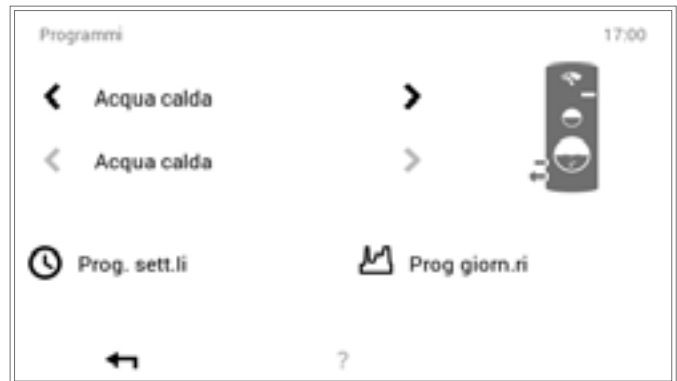 Programmi 17:00
Acqua calda
Acqua calda
Prog. sett.li Prog giorn.ri
?